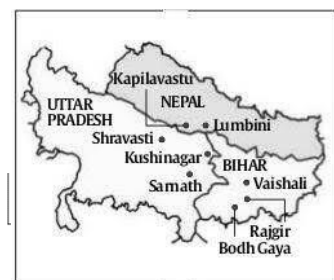 Kapilavastu
NEPAL
UTTAR
PRADESH
Lumbini
Shravasti
Kushinagar
BIHAR
Sarnath
Vaishali
Rajgir
Bodh Gaya